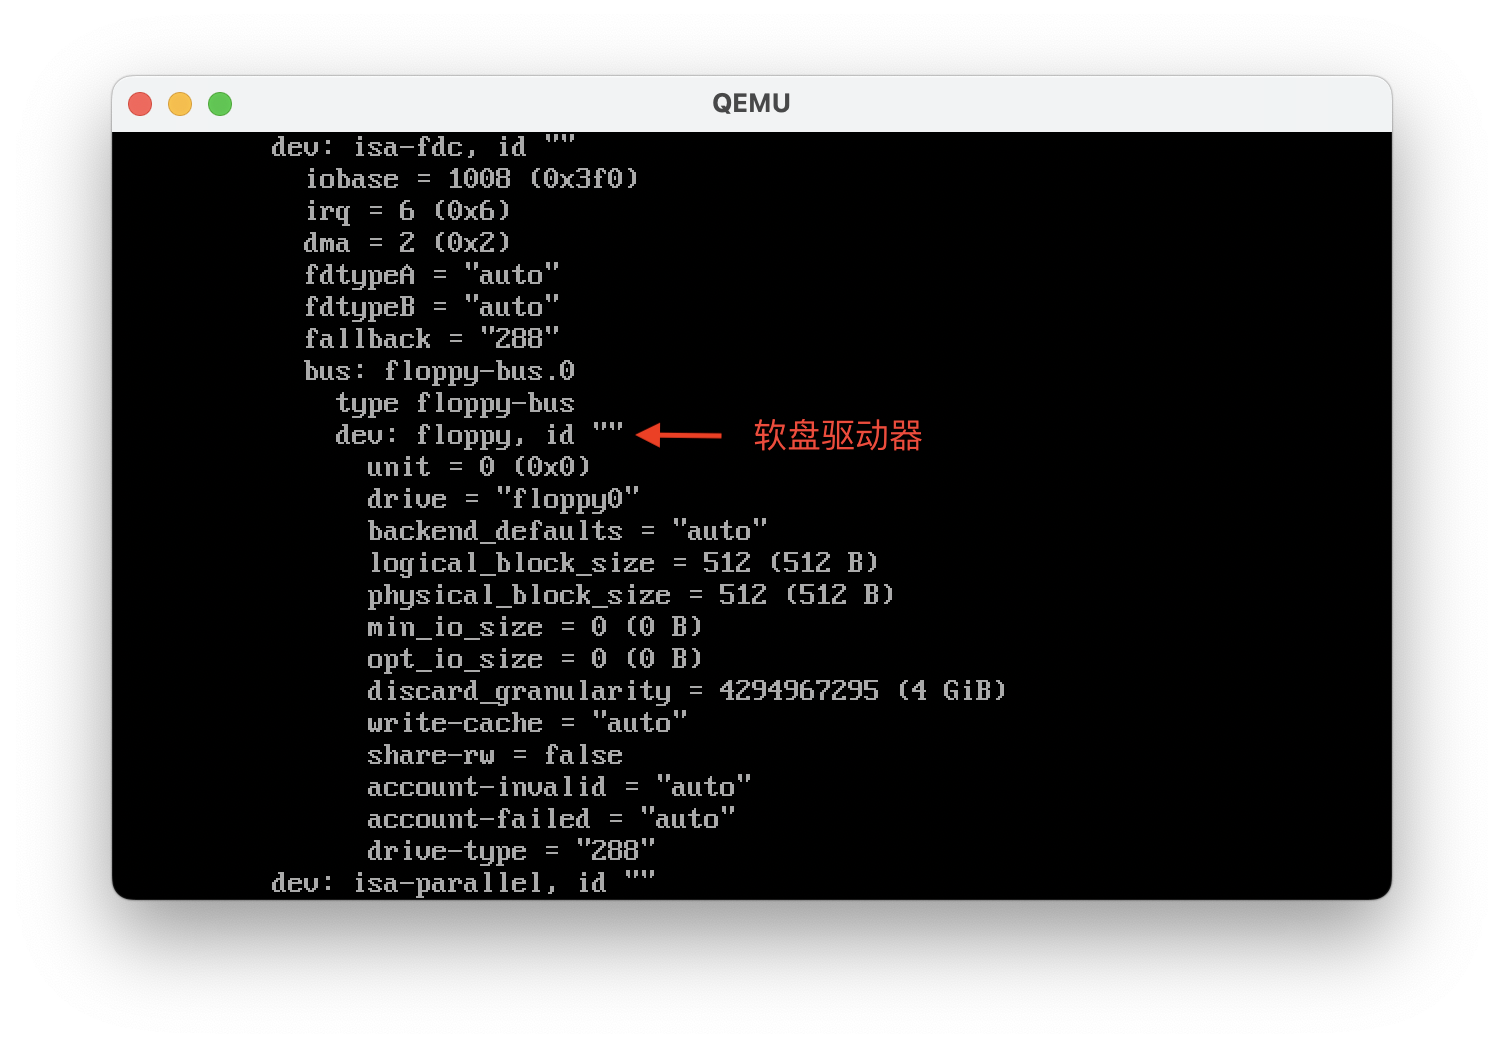 QEMU
dev: isa-fdc, id ""
iobase = 1008 (0x3f0)
irq = 6 (0x6)
dma = 2 (0x2)
fdtypeA = "auto"
fdtypeB = "auto"
fallback = "288"
bus: floppy-bus.0
type floppy-bus
dev: floppy, id "" 软盘驱动器
unit = 0 (0x0)
drive = "floppy0"
backend_defaults = "auto"
logical_block_size = 512 (512 B)
physical_block_size = 512 (512 B)
min_io_size = 0 (0 B)
opt_io_size = 0 (0 B)
discard_granularity = 4294967295 (4 GiB)
write-cache = "auto"
share-rw = false
account-invalid = "auto"
account-failed = "auto"
drive-type = "288"
dev: isa-parallel, id ""